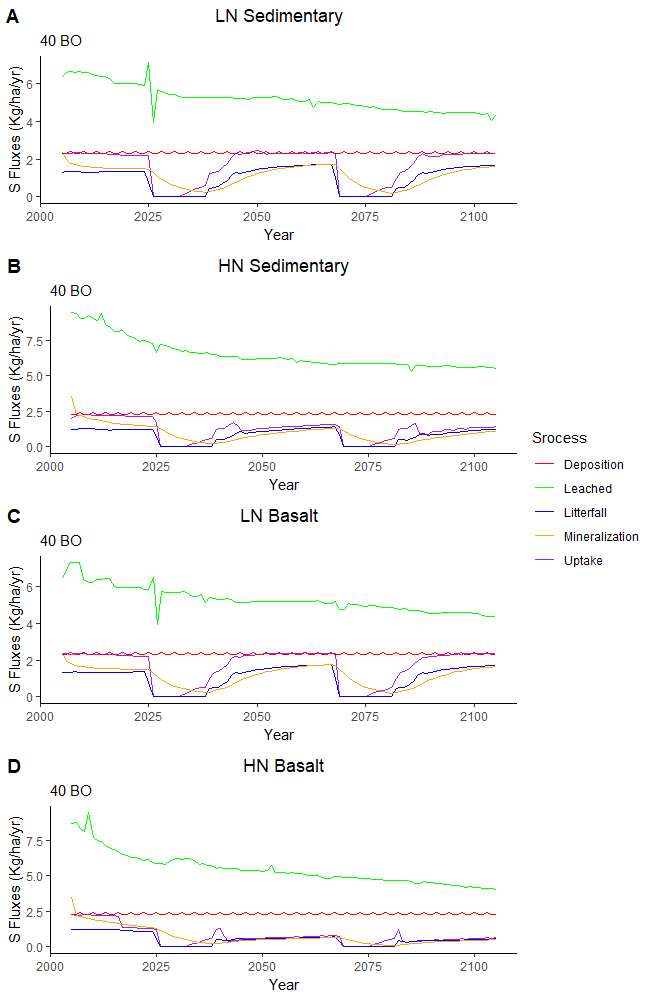 A
LN Sedimentary
40 BO
S Fluxes (Kg/ha/yr)
6
4
2
0
2000 2025 2050 2075 2100
Year
B
HN Sedimentary
40 BO
S Fluxes (Kg/ha/yr)
7.5
5.0
2.5
0.0
2000 2025 2050 2075 2100
Year
Srocess
Deposition
Leached
Litterfall
Mineralization
Uptake
C
LN Basalt
40 BO
S Fluxes (Kg/ha/yr)
6
4
2
0
2000 2025 2050 2075 2100
Year
D
HN Basalt
40 BO
S Fluxes (Kg/ha/yr)
7.5
5.0
2.5
0.0
2000 2025 2050 2075 2100
Year